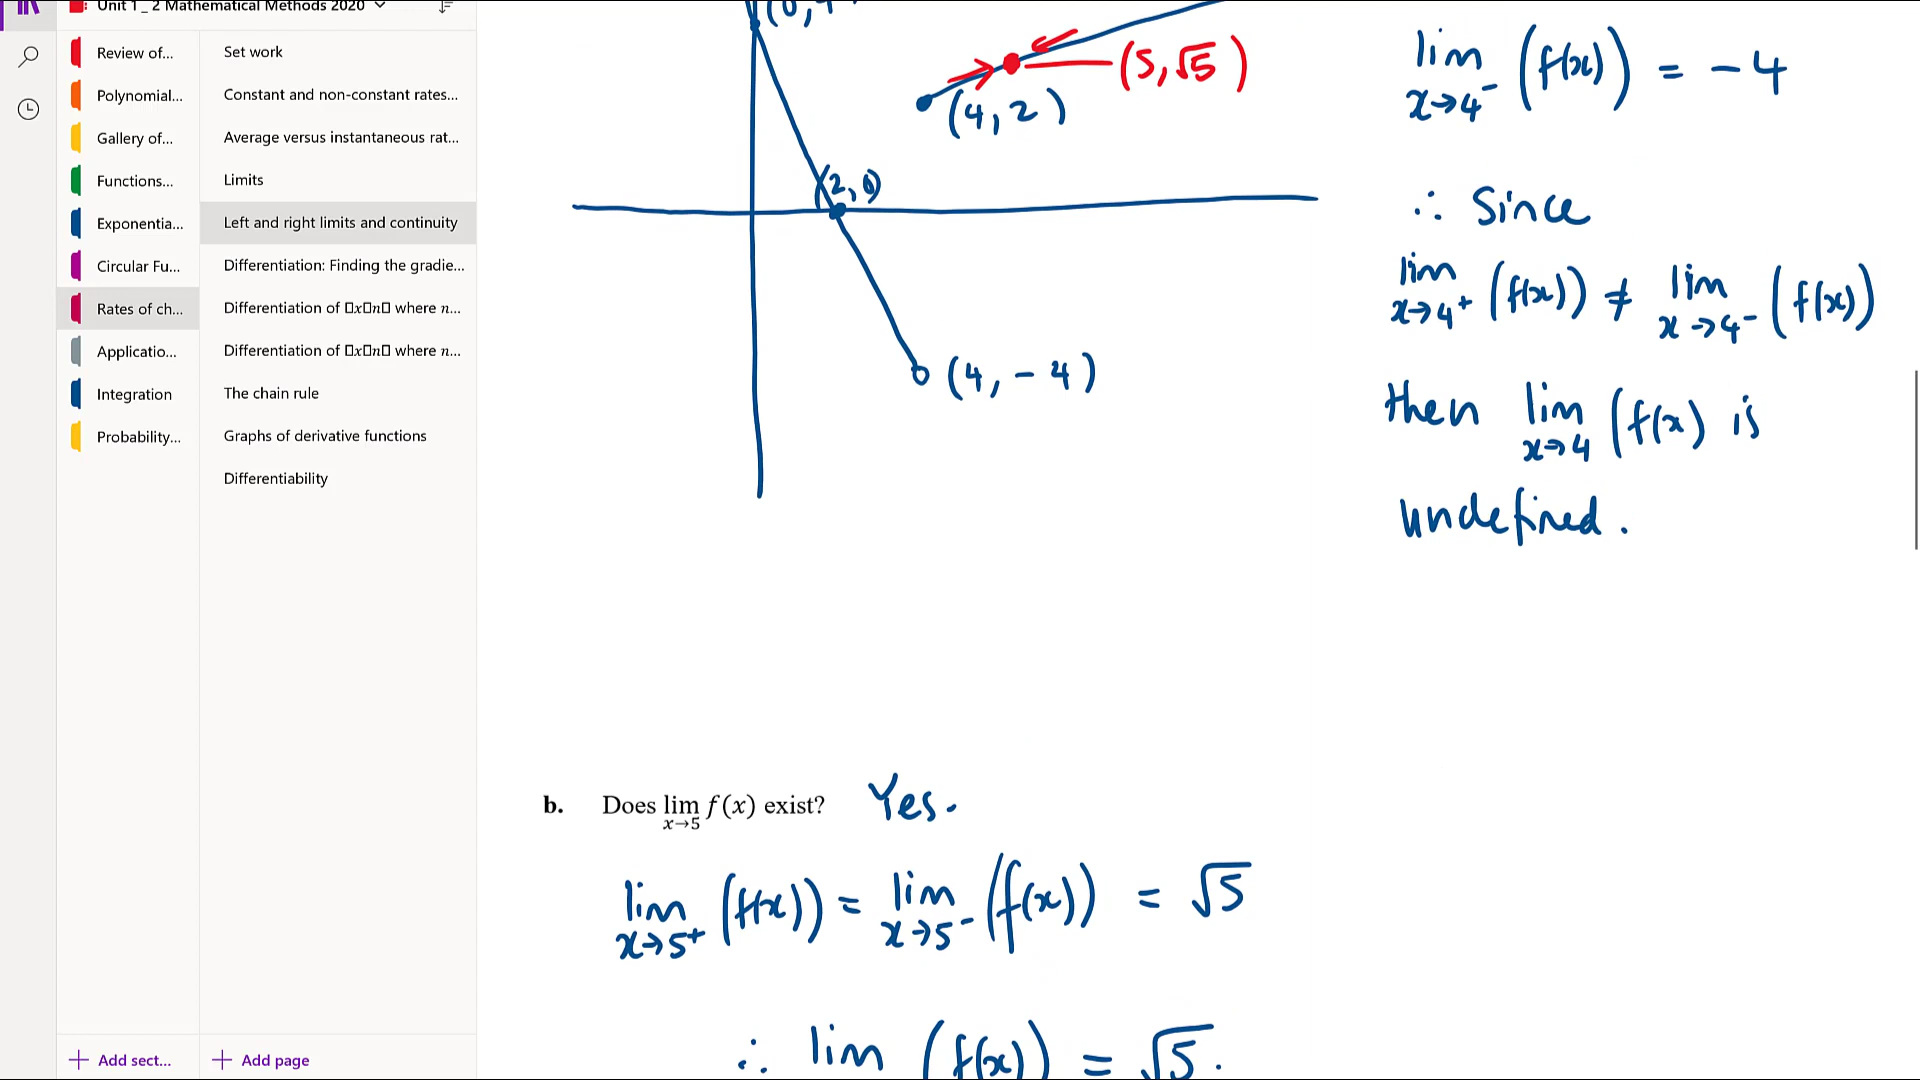 Unit 1 _ 2 Mathematical Methods 2020
Review of...
Polynomial...
Gallery of...
Functions...
Exponentia...
Circular Fu...
Rates of ch...
Applicatio...
Integration
Probability...
Add sect...
Set work
Constant and non-constant rates...
Average versus instantaneous rat...
Limits
Left and right limits and continuity
Differentiation: Finding the gradie...
Differentiation of □x□n□ where n...
Differentiation of □x□n□ where n...
The chain rule
Graphs of derivative functions
Differentiability
Add page
(5,√5)
(4,2)
(2,0)
(4,-4)
lim x→4⁻ (f(x)) = -4
∴ Since
lim x→4⁺ (f(x)) ≠ lim x→4⁻ (f(x))
then lim x→4 (f(x) is
undefined.
b. Does lim x→5 f(x) exist? Yes.
lim x→5⁺ (f(x)) = lim x→5⁻ (f(x)) = √5
∴ lim (f(x)) = √5.